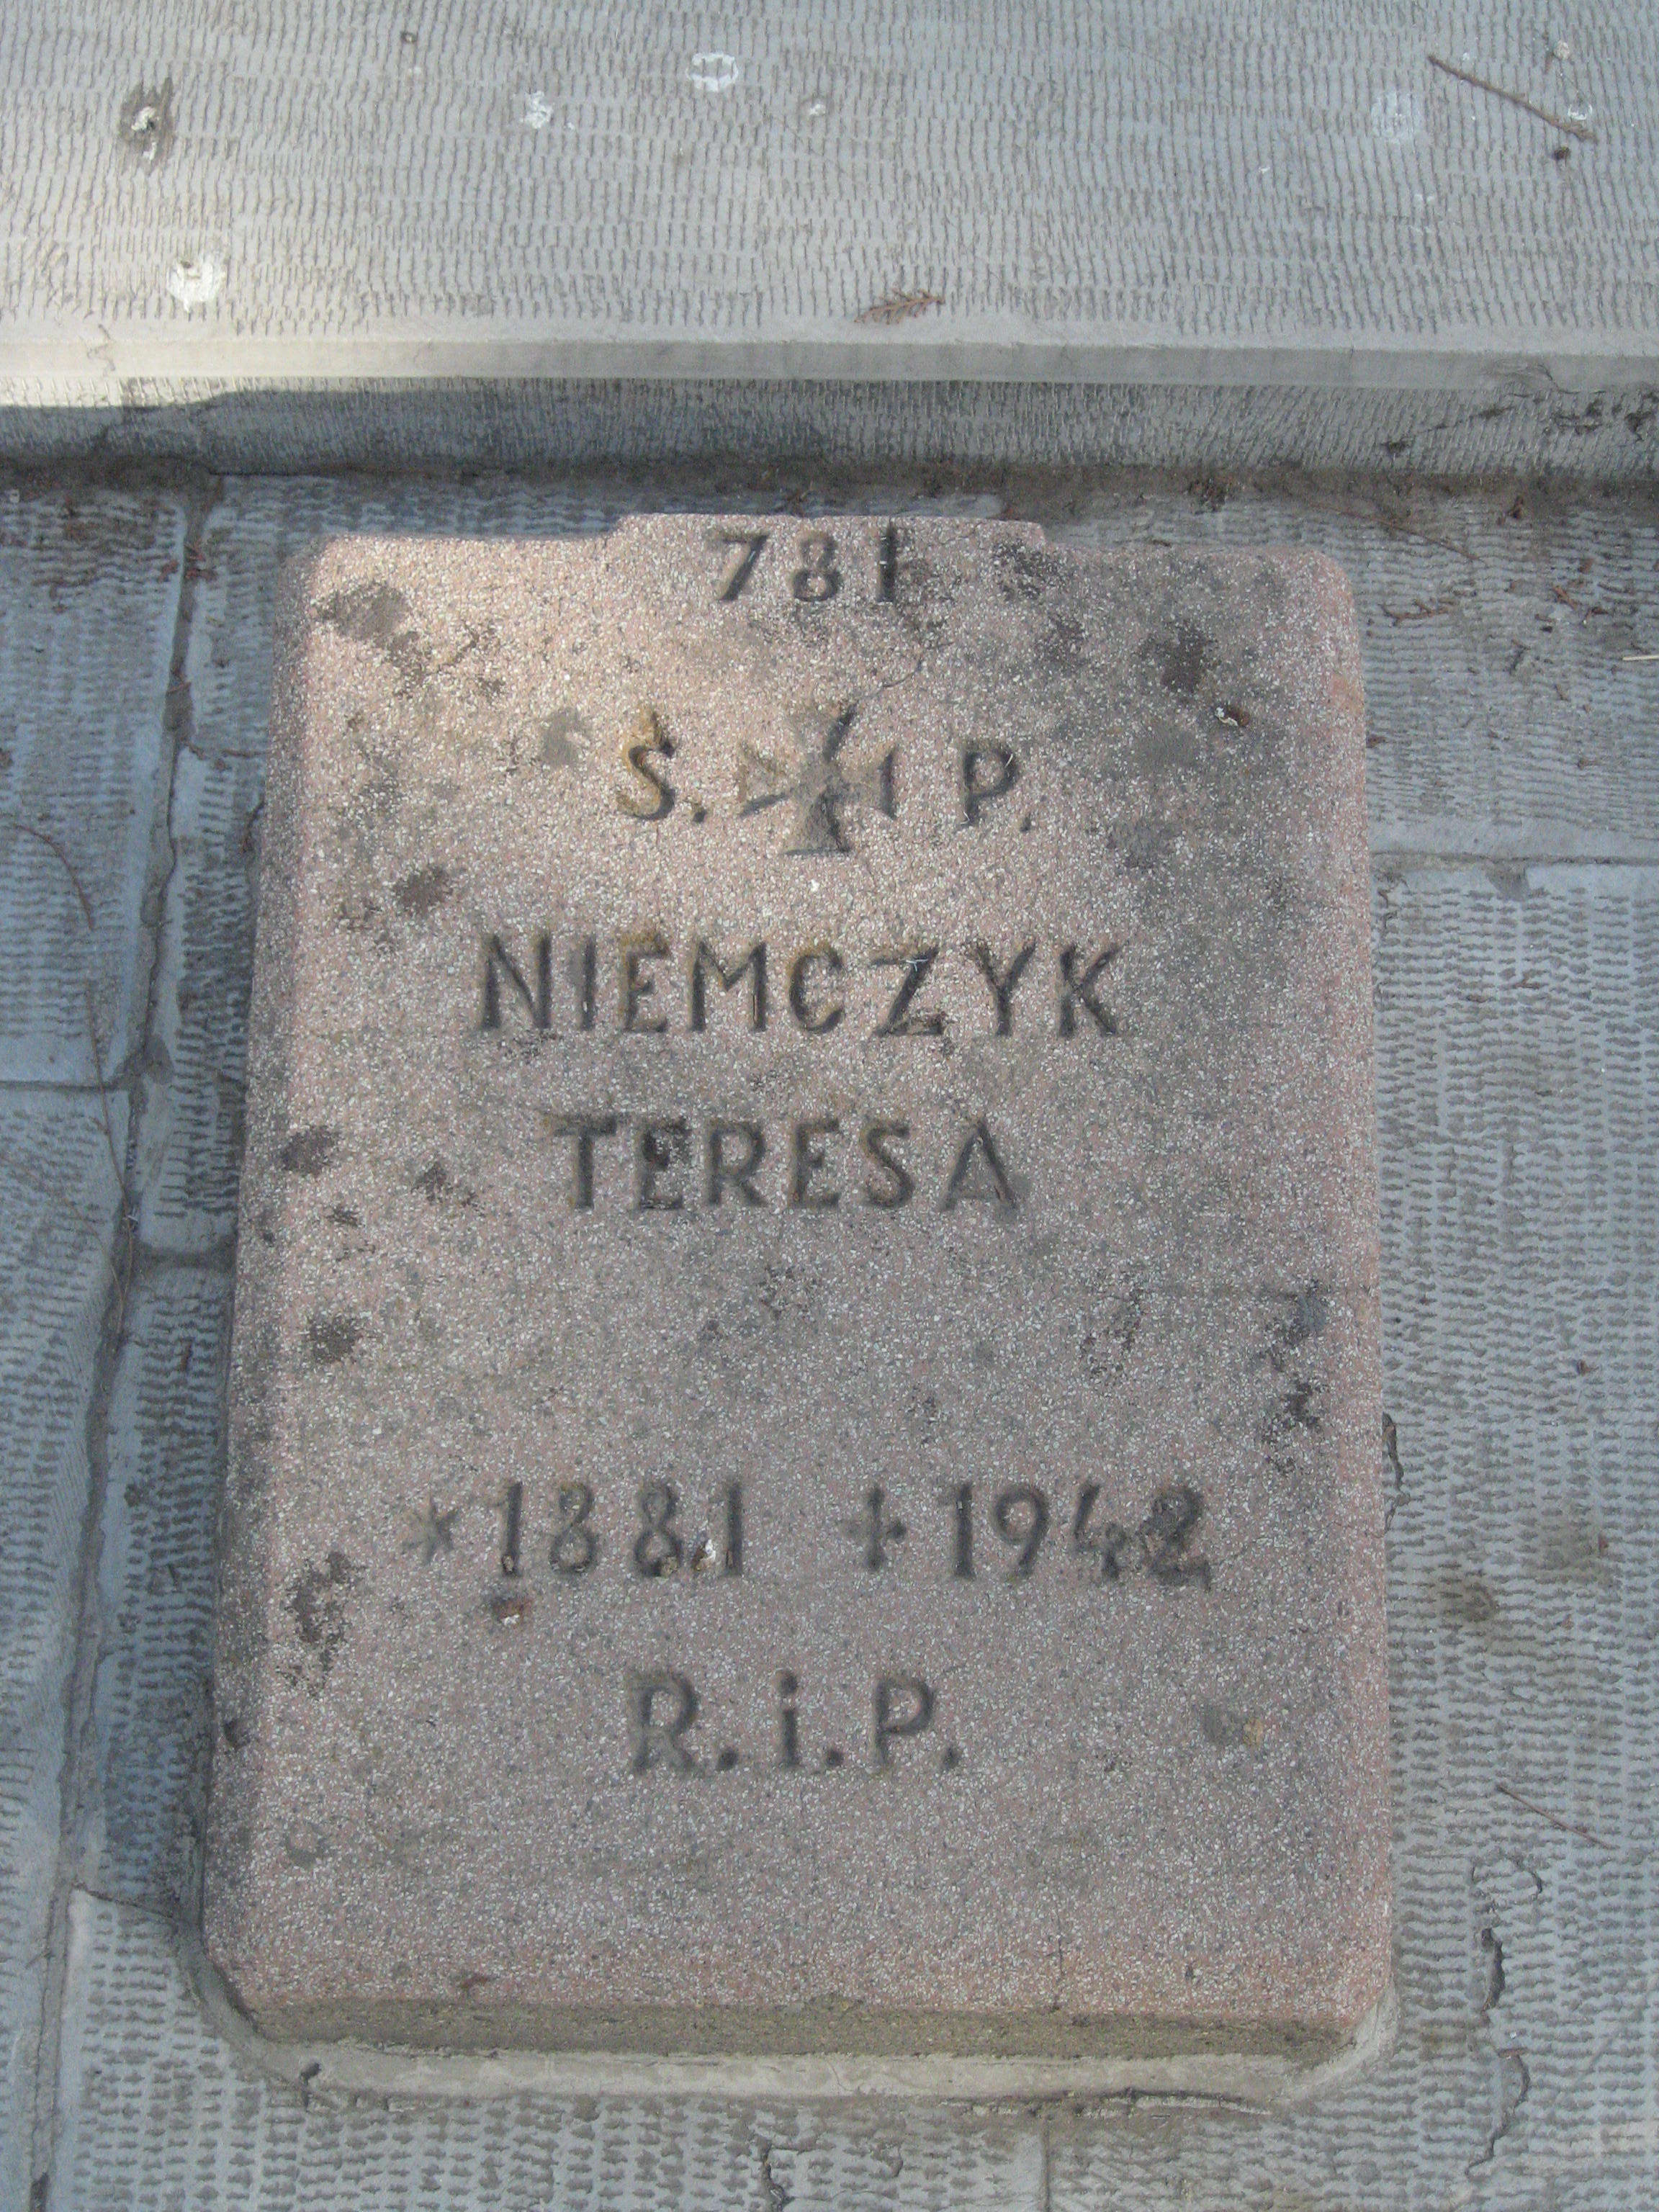 781
Ś. P.
NIEMCZYK
TERESA
*1881 +1942
R.i.P.